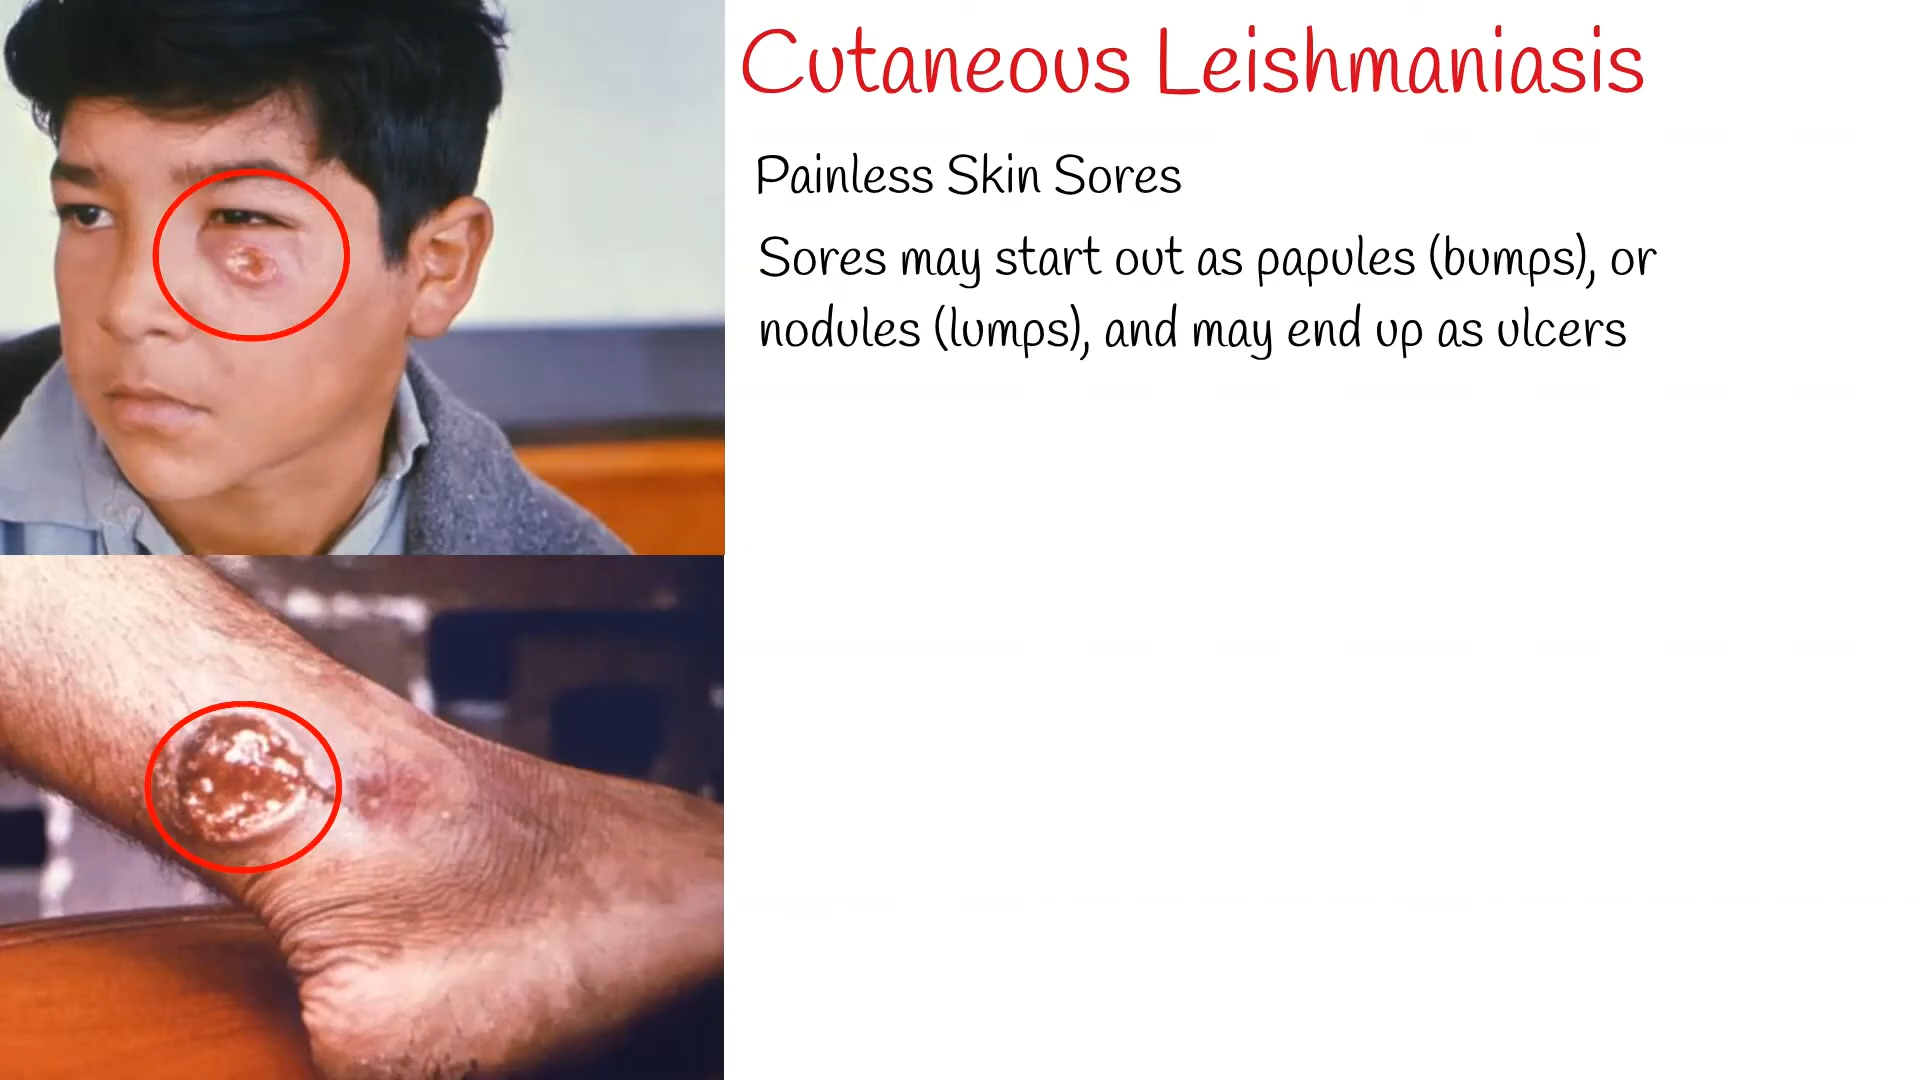 Cutaneous Leishmaniasis
Painless Skin Sores
Sores may start out as papules (bumps), or
nodules (lumps), and may end up as ulcers